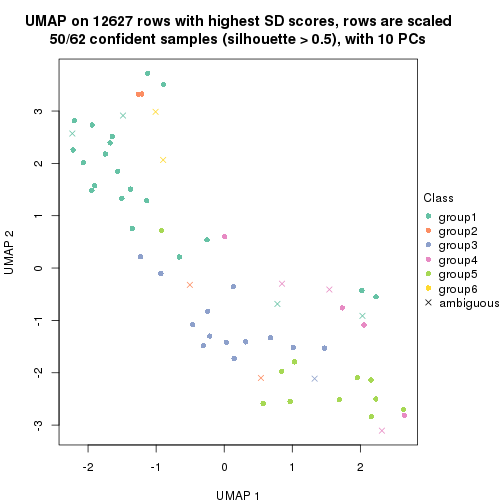 UMAP on 12627 rows with highest SD scores, rows are scaled
50/62 confident samples (silhouette > 0.5), with 10 PCs
3
2
1
0
-1
-2
-3
UMAP 2
-2
-1
0
1
2
UMAP 1
Class
group1
group2
group3
group4
group5
group6
ambiguous